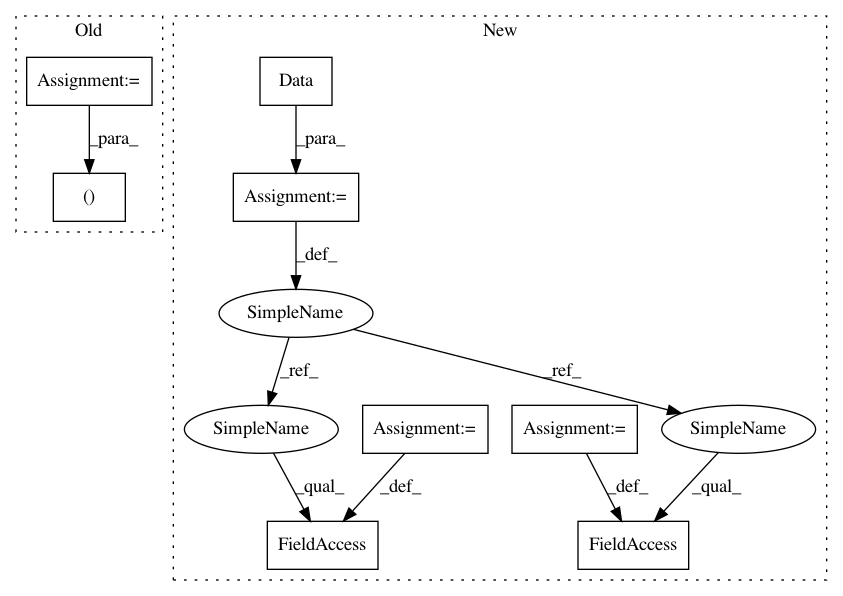 Old
New
Assignment:=
Data
_para_
_para_
()
Assignment:=
_def_
SimpleName
_ref_
_ref_
SimpleName
Assignment:=
Assignment:=
SimpleName
_qual_
_def_
_def_
_qual_
FieldAccess
FieldAccess